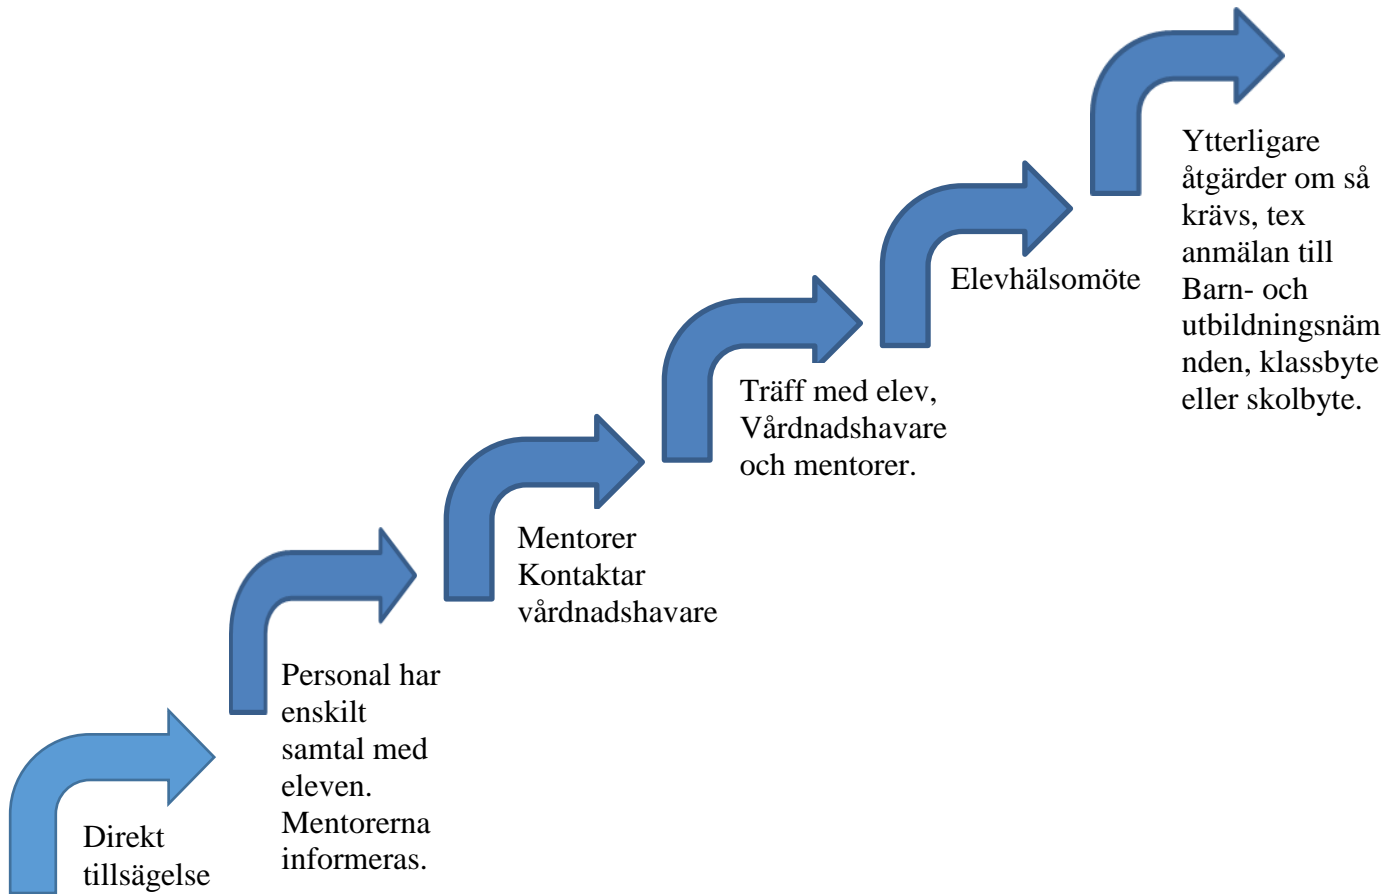 Direkt
tillsägelse
Personal har
enskilt
samtal med
eleven.
Mentorerna
informeras.
Mentorer
Kontaktar
vårdnadshavare
Träff med elev,
Vårdnadshavare
och mentorer.
Elevhälsomöte
Ytterligare
åtgärder om så
krävs, tex
anmälan till
Barn- och
utbildningsnäm
nden, klassbyte
eller skolbyte.